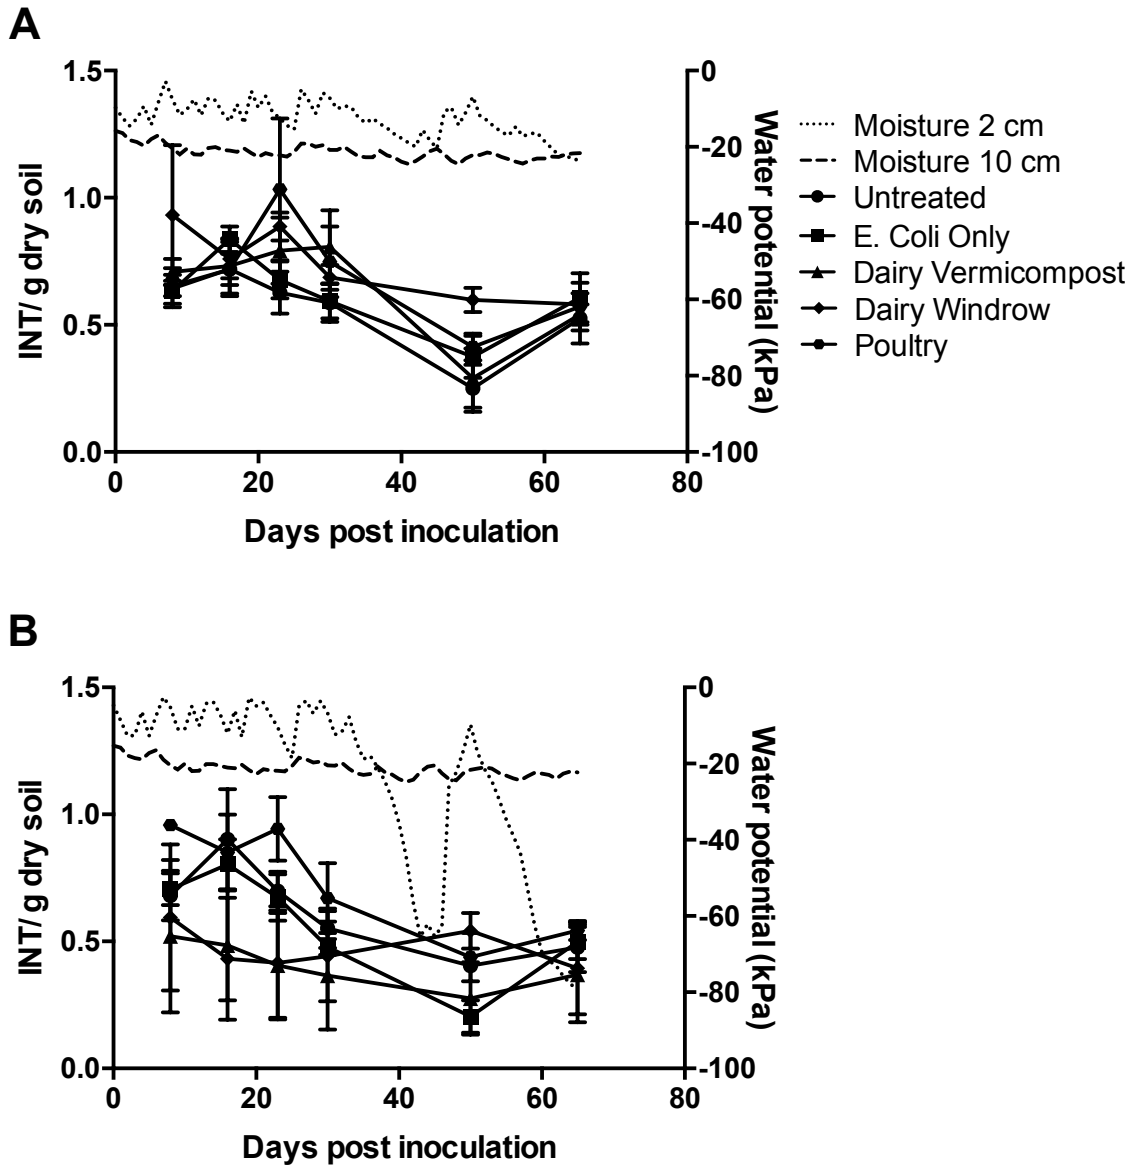 A
1.5
1.0
0.5
0.0
INT/ g dry soil
0
-20
-40
-60
-80
-100
Water potential (kPa)
0 20 40 60 80
Days post inoculation
Moisture 2 cm
Moisture 10 cm
Untreated
E. Coli Only
Dairy Vermicompost
Dairy Windrow
Poultry
B
1.5
1.0
0.5
0.0
INT/ g dry soil
0
-20
-40
-60
-80
-100
Water potential (kPa)
0 20 40 60 80
Days post inoculation